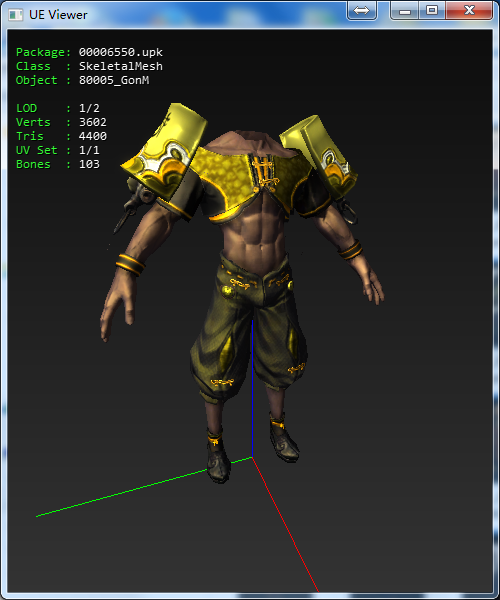 UE Viewer
Package: 00006550.upk
Class : SkeletalMesh
Object : 80005_GonM
LOD : 1/2
Verts : 3602
Tris : 4400
UV Set : 1/1
Bones : 103